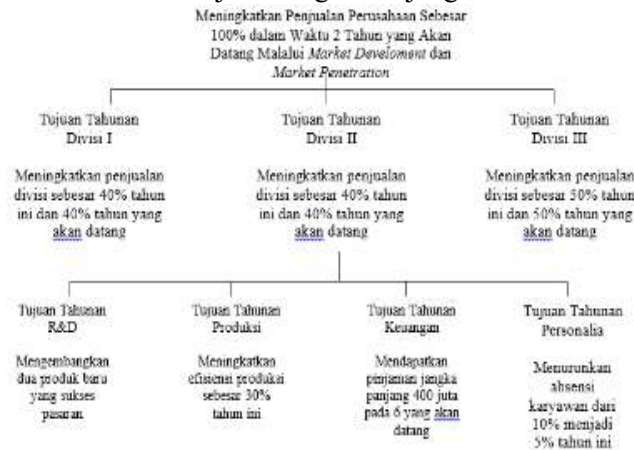 Meningkatkan Penjualan Perusahaan Sebesar
100% dalam Waktu 2 Tahun yang Akan
Datang Malalui Market Develoment dan
Market Penetration
Tujuan Tahunan
Divisi I
Meningkatkan penjualan
divisi sebesar 40% tahun
ini dan 40% tahun yang
akan datang
Tujuan Tahunan
Divisi II
Meningkatkan penjualan
divisi sebesar 40% tahun
ini dan 40% tahun yang
akan datang
Tujuan Tahunan
Divisi III
Meningkatkan penjualan
divisi sebesar 50% tahun
ini dan 50% tahun yang
akan datang
Tujuan Tahunan
R&D
Mengembangkan
dua produk baru
yang sukses
pasaran
Tujuan Tahunan
Produksi
Meningkatkan
efisiensi produksi
sebesar 30%
tahun ini
Tujuan Tahunan
Keuangan
Mendapatkan
pinjaman jangka
panjang 400 juta
pada 6 yang akan
datang
Tujuan Tahunan
Personalia
Menurunkan
absensi
karyawan dari
10% menjadi
5% tahun ini